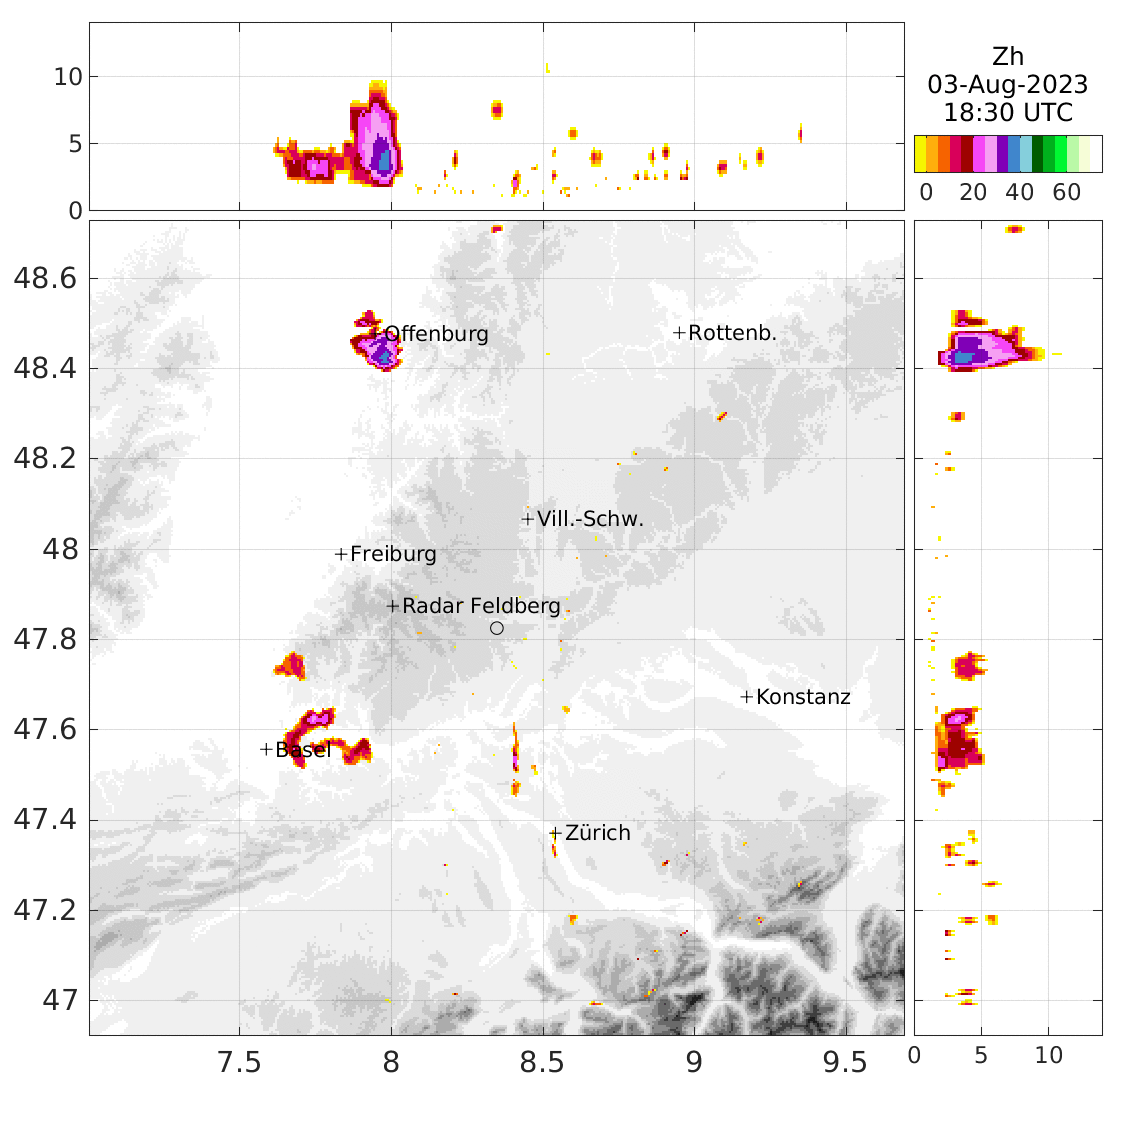 Zh
03-Aug-2023
18:30 UTC
0 20 40 60
10
5
0
48.6
48.4
48.2
48
47.8
47.6
47.4
47.2
47
Offenburg
Rottenb.
Vill.-Schw.
Freiburg
Radar Feldberg
Konstanz
Basel
Zürich
7.5 8 8.5 9 9.5
0 5 10